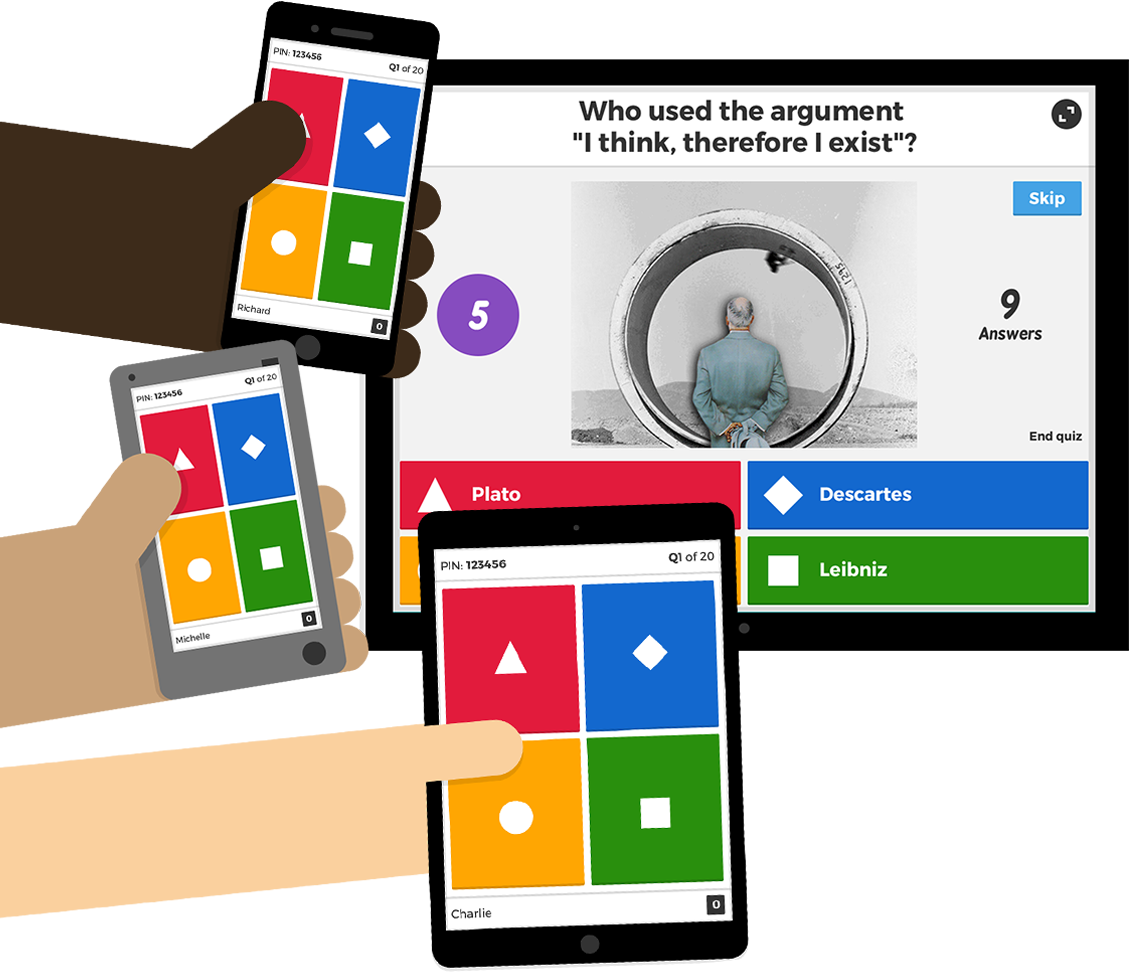 PIN: 123456
Q1 of 20
Richard
0
Who used the argument
"I think, therefore I exist"?
Skip
5
1295
9
Answers
End quiz
Plato
Descartes
Leibniz
PIN: 123456
Q1 of 20
Michelle
0
PIN: 123456
Q1 of 20
Charlie
0